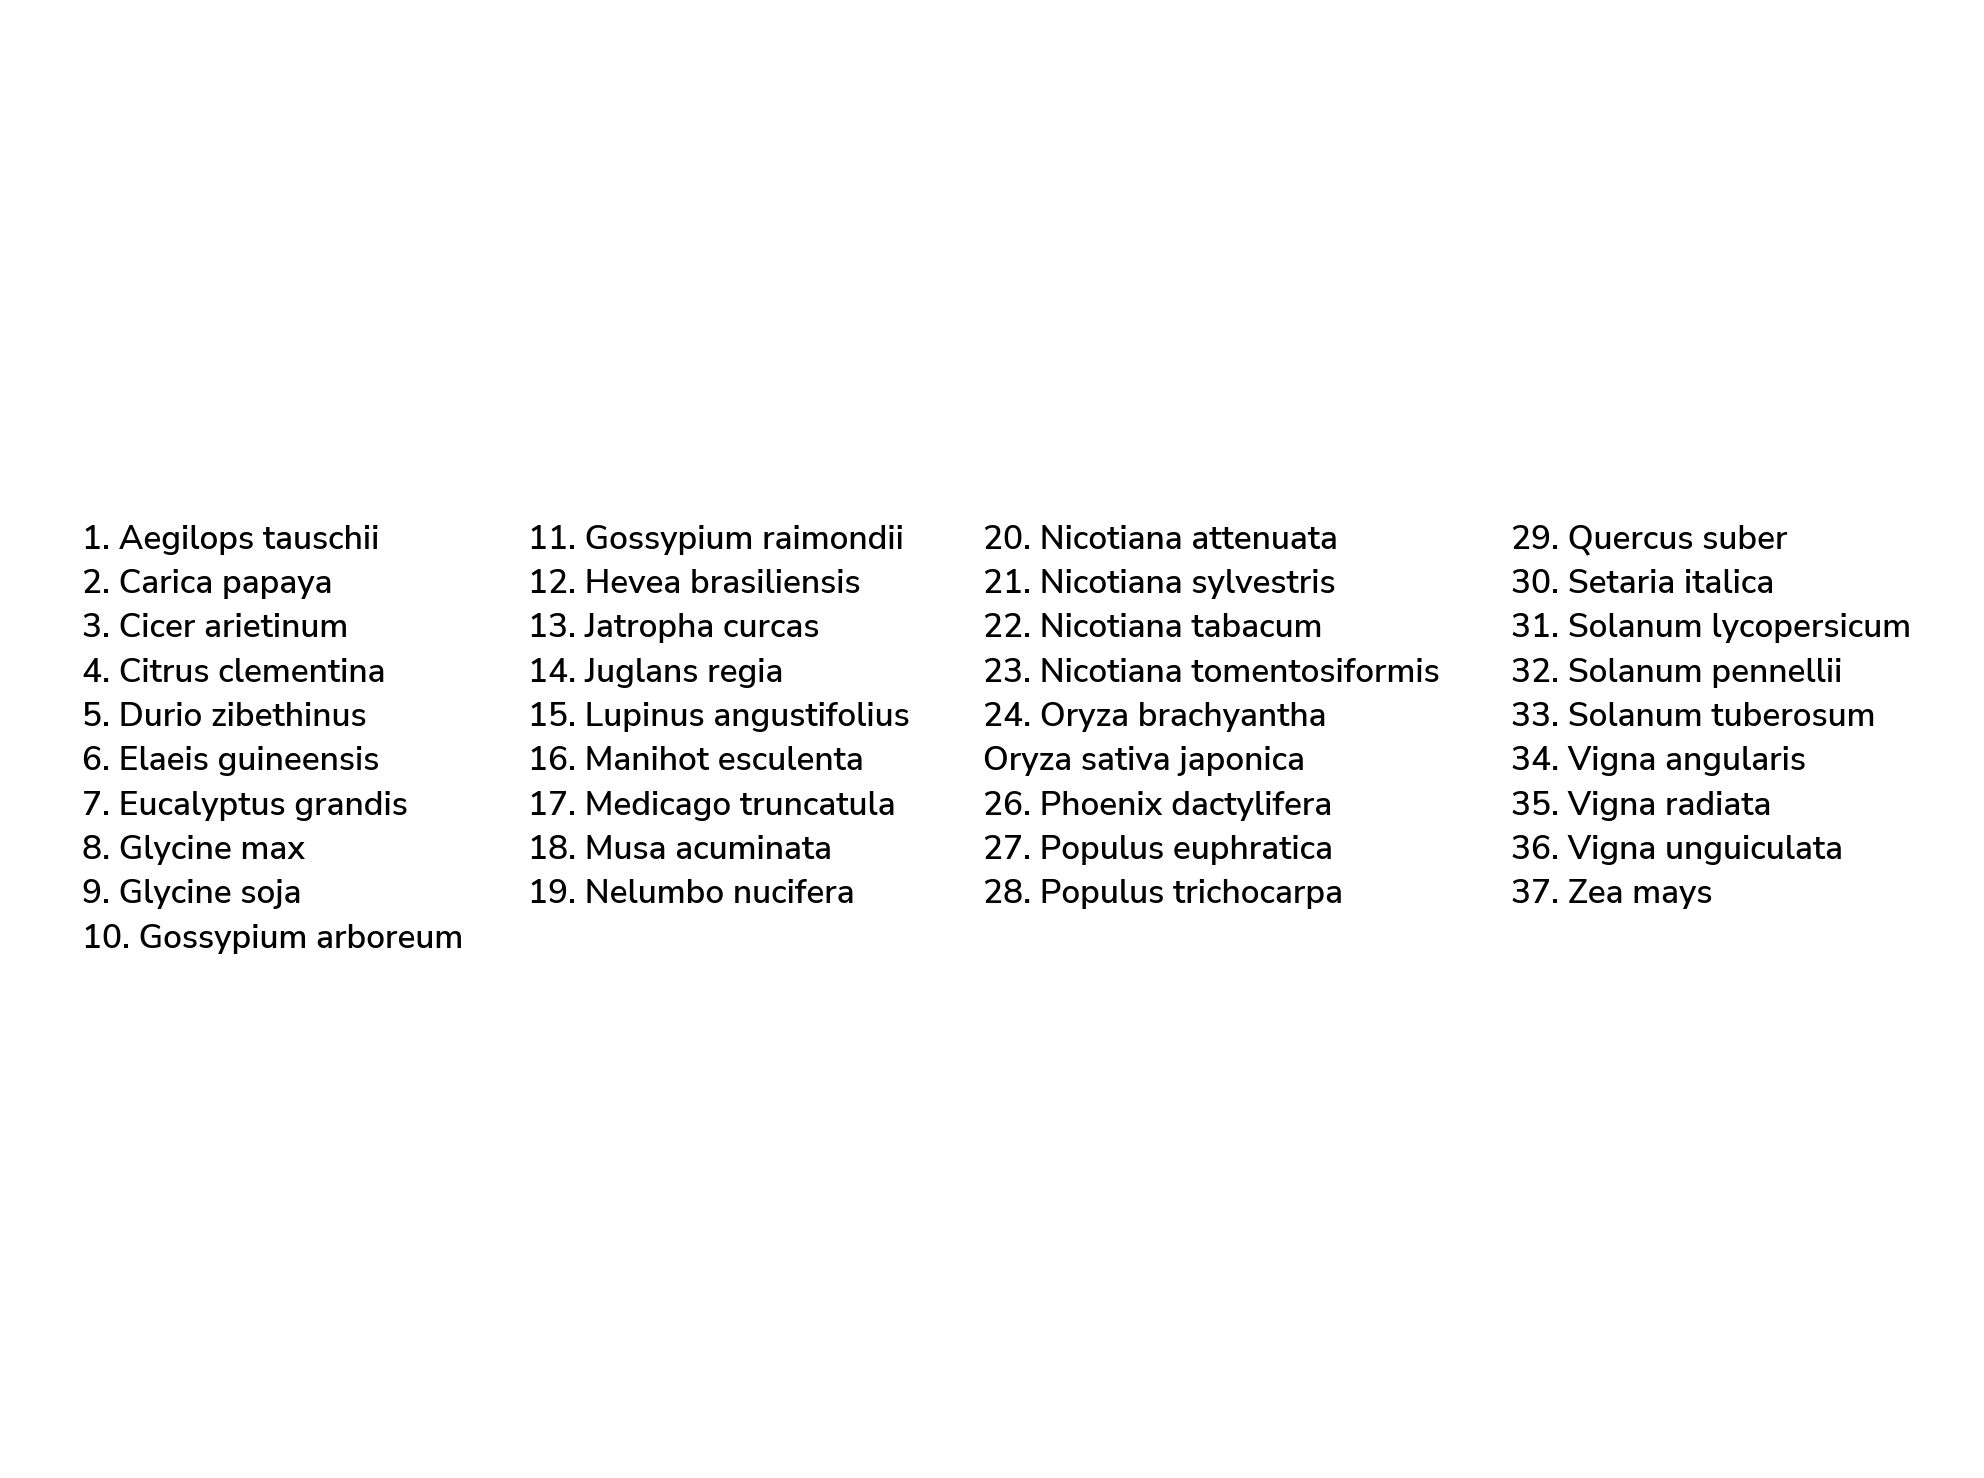 1. Aegilops tauschii
2. Carica papaya
3. Cicer arietinum
4. Citrus clementina
5. Durio zibethinus
6. Elaeis guineensis
7. Eucalyptus grandis
8. Glycine max
9. Glycine soja
10. Gossypium arboreum
11. Gossypium raimondii
12. Hevea brasiliensis
13. Jatropha curcas
14. Juglans regia
15. Lupinus angustifolius
16. Manihot esculenta
17. Medicago truncatula
18. Musa acuminata
19. Nelumbo nucifera
20. Nicotiana attenuata
21. Nicotiana sylvestris
22. Nicotiana tabacum
23. Nicotiana tomentosiformis
24. Oryza brachyantha
Oryza sativa japonica
26. Phoenix dactylifera
27. Populus euphratica
28. Populus trichocarpa
29. Quercus suber
30. Setaria italica
31. Solanum lycopersicum
32. Solanum pennellii
33. Solanum tuberosum
34. Vigna angularis
35. Vigna radiata
36. Vigna unguiculata
37. Zea mays